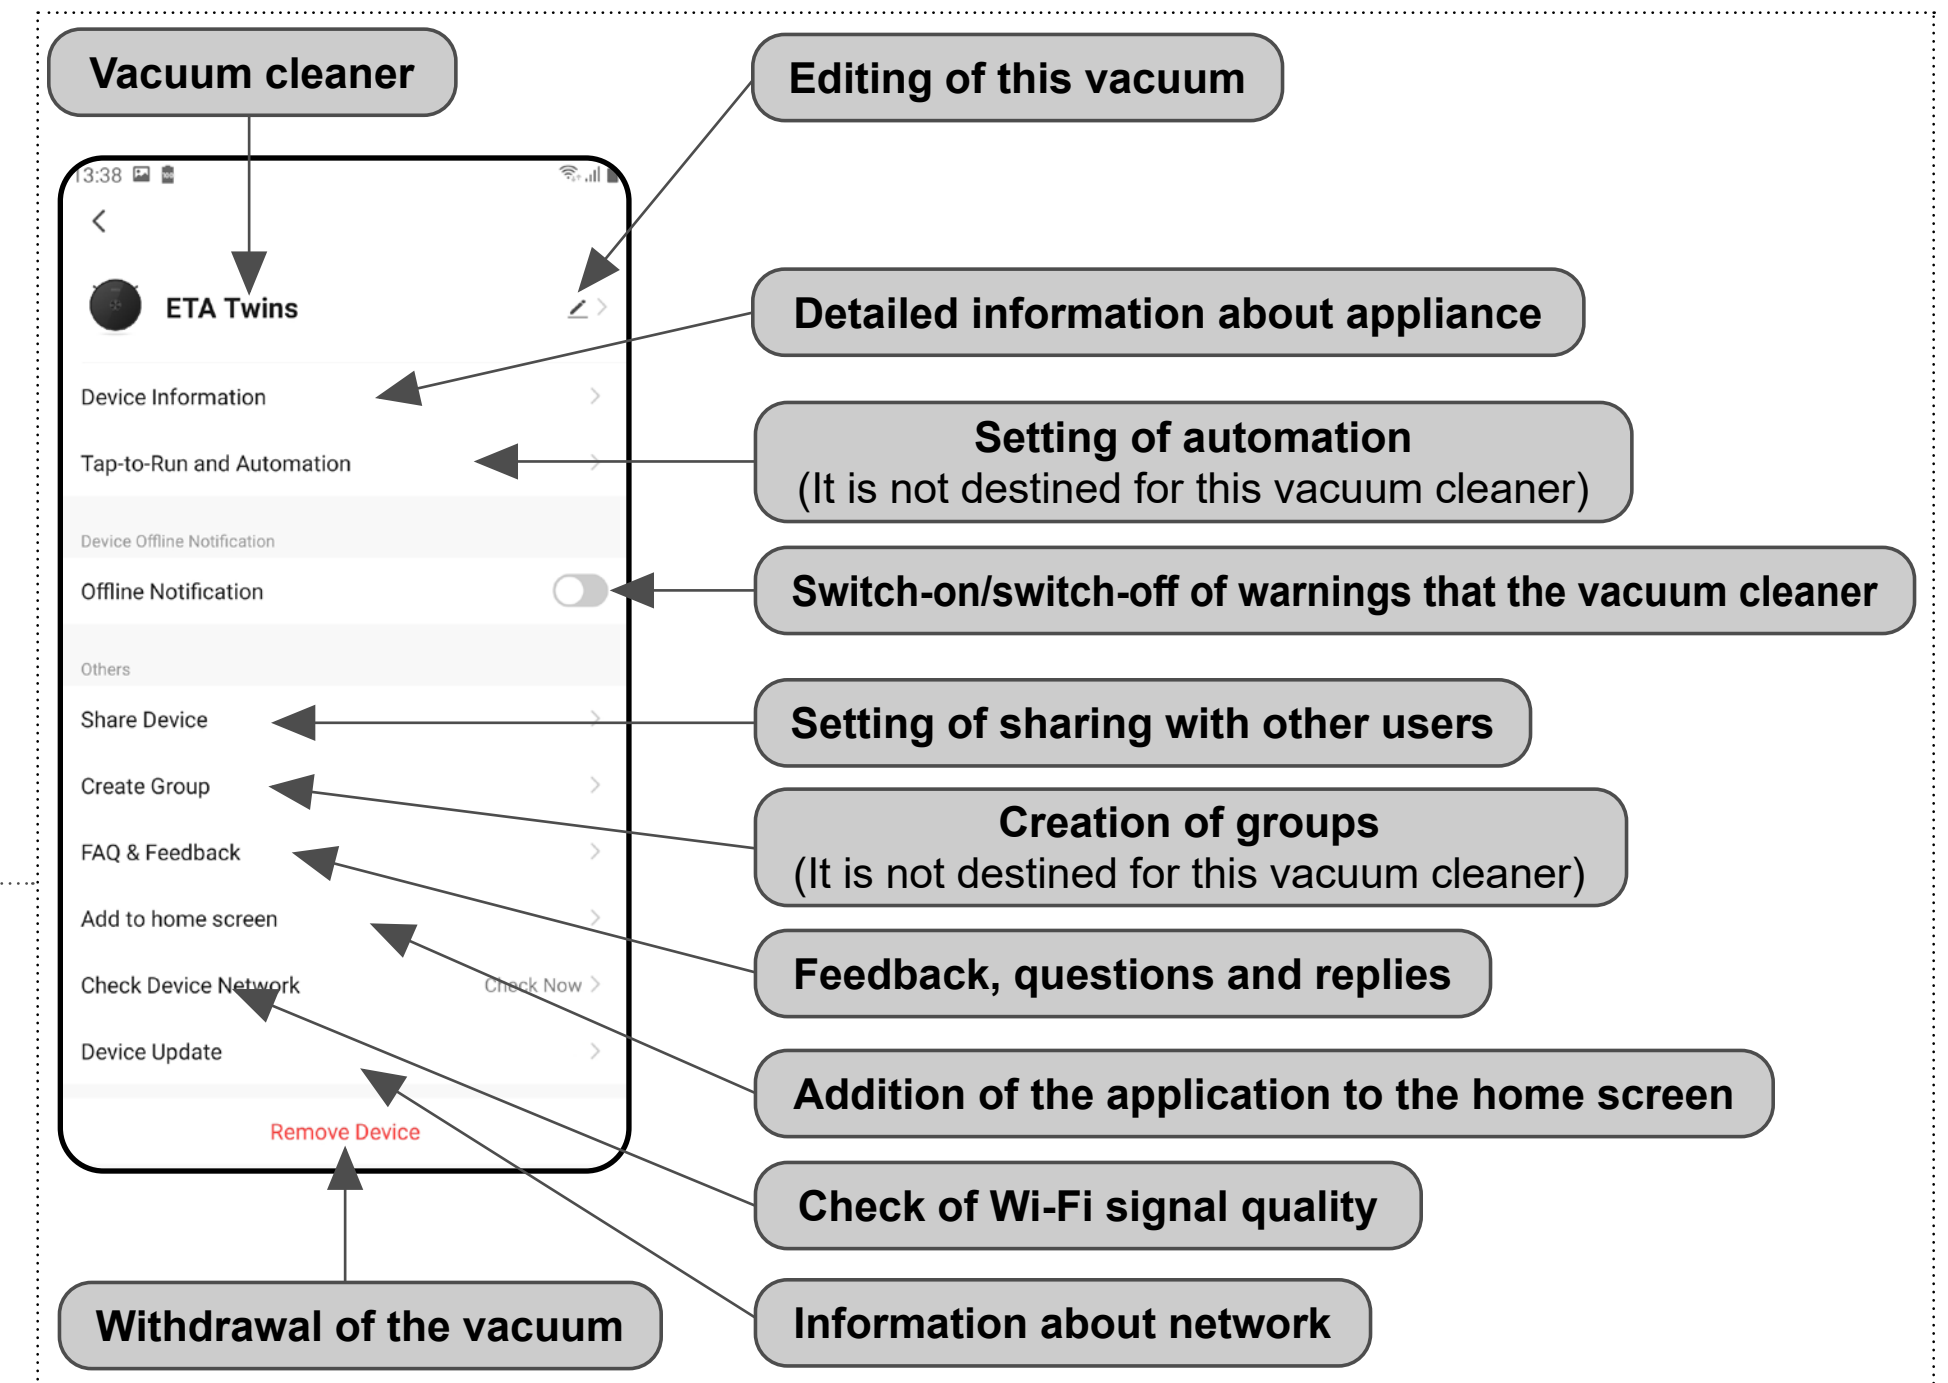 Vacuum cleaner
Editing of this vacuum
13:38
ETA Twins
Detailed information about appliance
Device Information
Setting of automation
(It is not destined for this vacuum cleaner)
Tap-to-Run and Automation
Device Offline Notification
Offline Notification
Switch-on/switch-off of warnings that the vacuum cleaner
Others
Share Device
Setting of sharing with other users
Create Group
Creation of groups
(It is not destined for this vacuum cleaner)
FAQ & Feedback
Add to home screen
Feedback, questions and replies
Check Device Network
Check Now
Device Update
Addition of the application to the home screen
Remove Device
Check of Wi-Fi signal quality
Withdrawal of the vacuum
Information about network